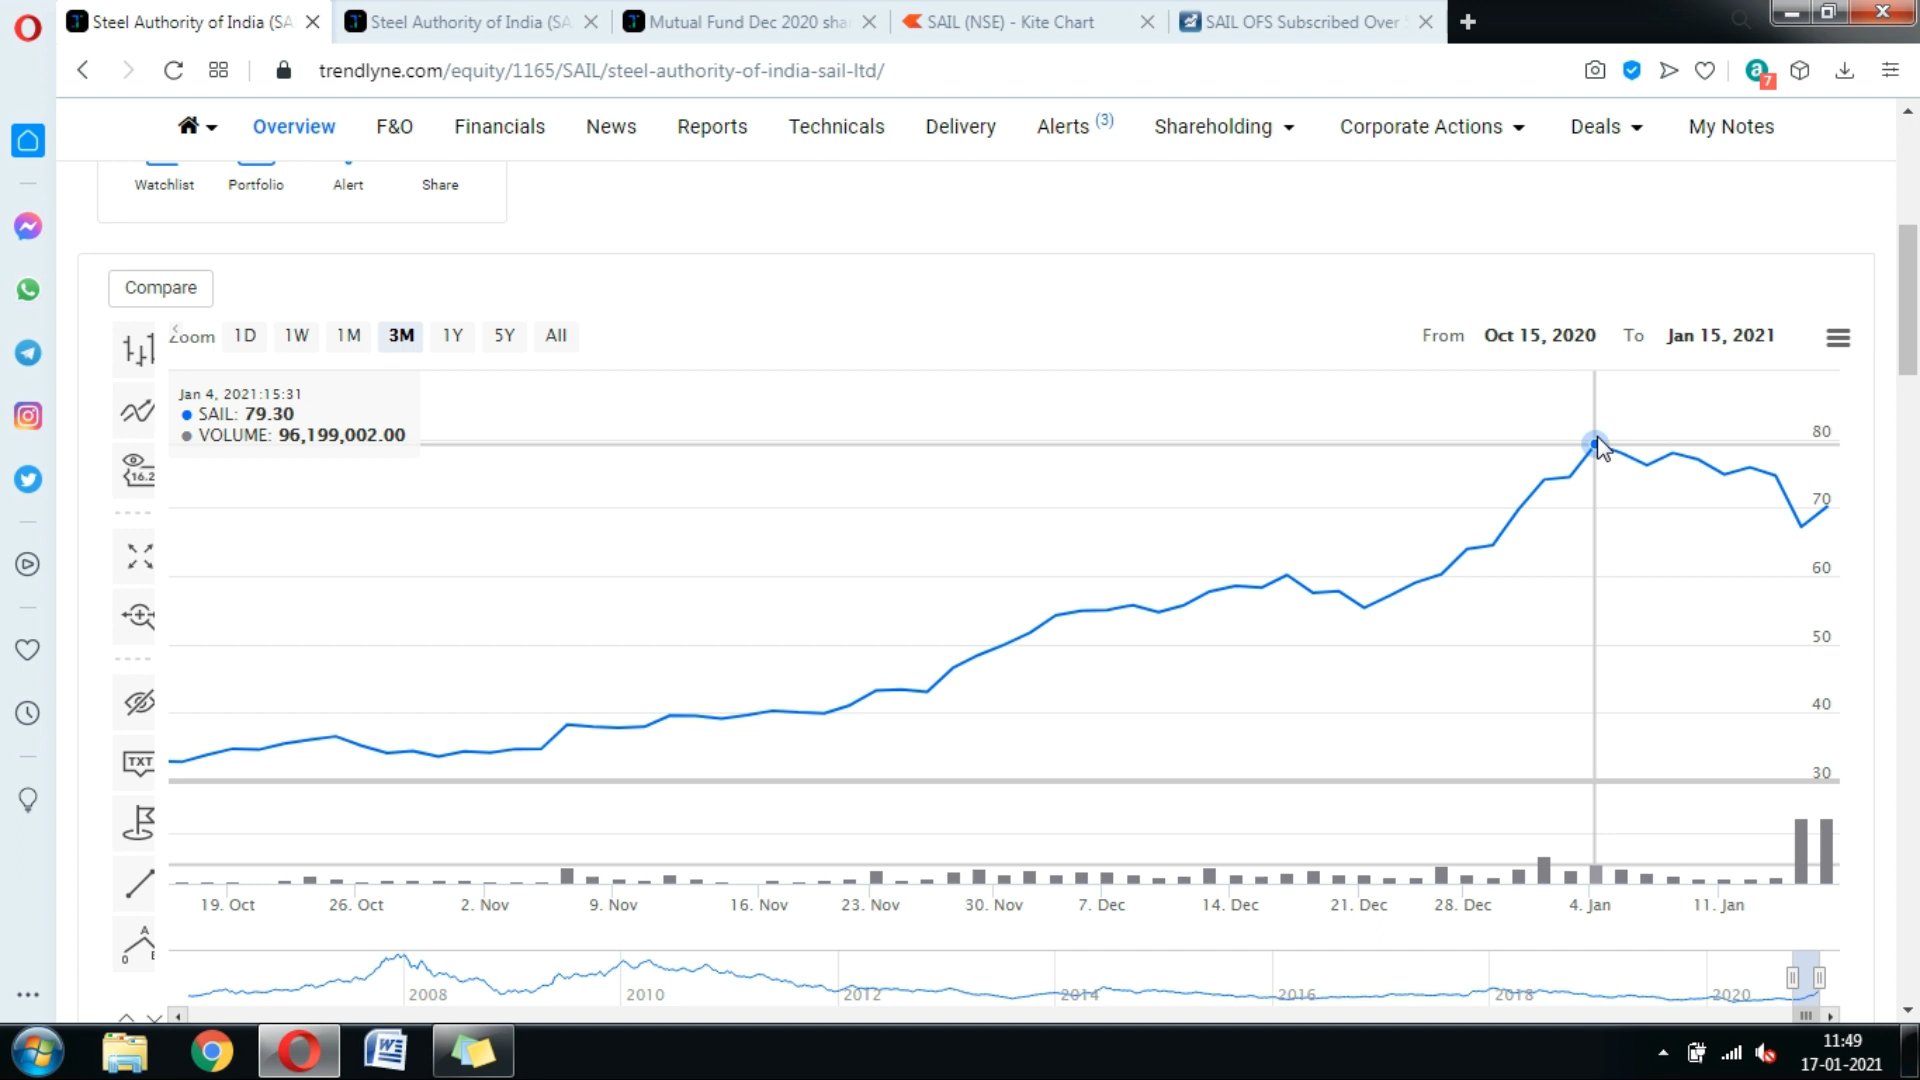 Steel Authority of India (SA
Steel Authority of India (SA
Mutual Fund Dec 2020 sha
SAIL (NSE) - Kite Chart
SAIL OFS Subscribed Over
trendlyne.com/equity/1165/SAIL/steel-authority-of-india-sail-ltd/
a
7
Overview
F&O
Financials
News
Reports
Technicals
Delivery
Alerts (3)
Shareholding
Corporate Actions
Deals
My Notes
Watchlist
Portfolio
Alert
Share
Compare
Zoom
1D
1W
1M
3M
1Y
5Y
All
From Oct 15, 2020 To Jan 15, 2021
Jan 4, 2021:15:31
SAIL: 79.30
VOLUME: 96,199,002.00
16.2
TXT
A
0
80
70
60
50
40
30
19. Oct
26. Oct
2. Nov
9. Nov
16. Nov
23. Nov
30. Nov
7. Dec
14. Dec
21. Dec
28. Dec
4. Jan
11. Jan
2008
2010
2012
2014
2016
2018
2020
W
11:49
17-01-2021